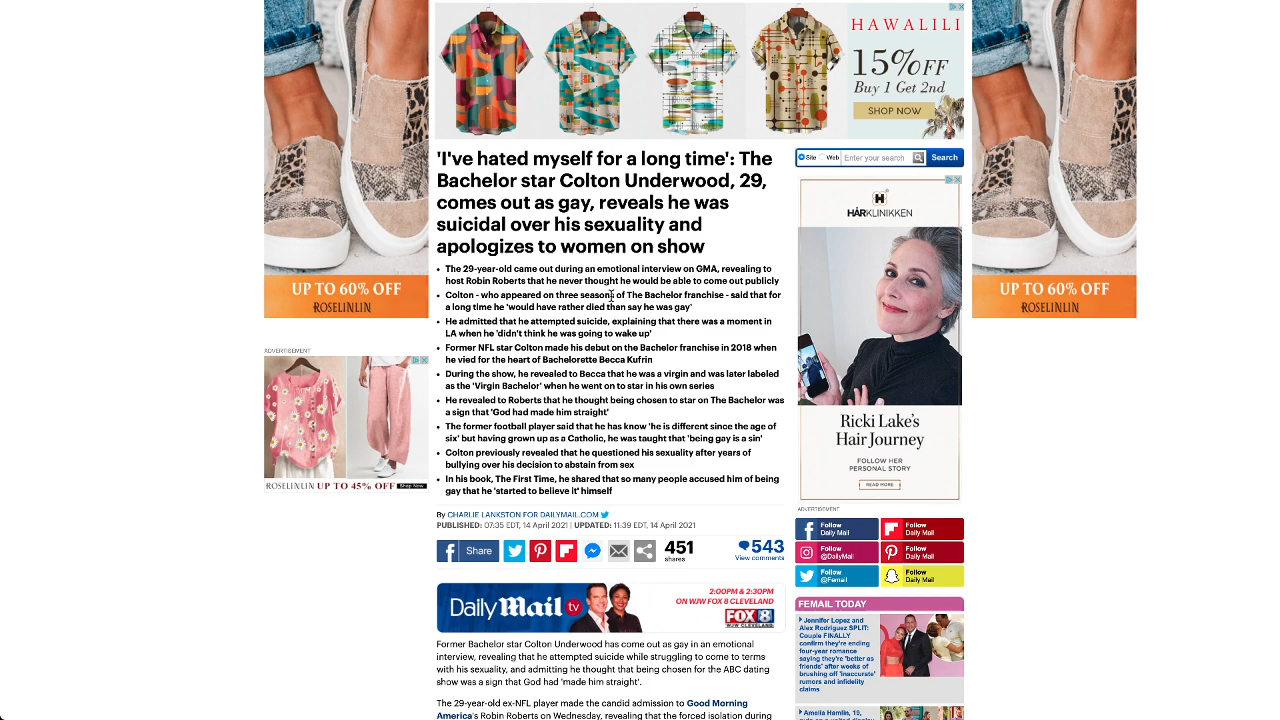 HAWALILI
15% OFF
Buy 1 Get 2nd
SHOP NOW
'I've hated myself for a long time': The
Bachelor star Colton Underwood, 29,
comes out as gay, reveals he was
suicidal over his sexuality and
apologizes to women on show
• The 29-year-old came out during an emotional interview on GMA, revealing to
host Robin Roberts that he never thought he would be able to come out publicly
• Colton - who appeared on three seasons of The Bachelor franchise - said that for
a long time he 'would have rather died than say he was gay'
• He admitted that he attempted suicide, explaining that there was a moment in
LA when he 'didn't think he was going to wake up'
• Former NFL star Colton made his debut on the Bachelor franchise in 2018 when
he vied for the heart of Bachelorette Becca Kufrin
• During the show, he revealed to Becca that he was a virgin and was later labeled
as the 'Virgin Bachelor' when he went on to star in his own series
• He revealed to Roberts that he thought being chosen to star on The Bachelor was
a sign that 'God had made him straight'
• The former football player said that he has know 'he is different since the age of
six' but having grown up as a Catholic, he was taught that 'being gay is a sin'
• Colton previously revealed that he questioned his sexuality after years of
bullying over his decision to abstain from sex
• In his book, The First Time, he shared that so many people accused him of being
gay that he 'started to believe it' himself
By CHARLIE LANKSTON FOR DAILYMAIL.COM
PUBLISHED: 07:35 EDT, 14 April 2021 | UPDATED: 11:39 EDT, 14 April 2021
Share
451
shares
543
View comments
Daily Mail tv
2:00PM & 2:30PM
ON WJW FOX 8 CLEVELAND
FOX 8
WJW CLEVELAND
Former Bachelor star Colton Underwood has come out as gay in an emotional
interview, revealing that he attempted suicide while struggling to come to terms
with his sexuality, and admitting he thought that being chosen for the ABC dating
show was a sign that God had 'made him straight'.
The 29-year-old ex-NFL player made the candid admission to Good Morning
America's Robin Roberts on Wednesday, revealing that the forced isolation during
UP TO 60% OFF
ROSELINLIN
ADVERTISEMENT
ROSELINLIN UP TO 45% OFF Shop Now
Site Web Enter your search Search
H
HÅRKLINIKKEN
Ricki Lake's
Hair Journey
FOLLOW HER
PERSONAL STORY
READ MORE
ADVERTISEMENT
Follow
Daily Mail
Follow
Daily Mail
Follow
@DailyMail
Follow
Daily Mail
Follow
@Femail
Follow
Daily Mail
FEMAIL TODAY
Jennifer Lopez and
Alex Rodriguez SPLIT:
Couple FINALLY
confirm they're ending
four-year romance
saying they're 'better as
friends' after weeks of
brushing off 'inaccurate'
rumors and infidelity
claims
Amelia Hamlin, 19,
UP TO 60% OFF
ROSELINLIN